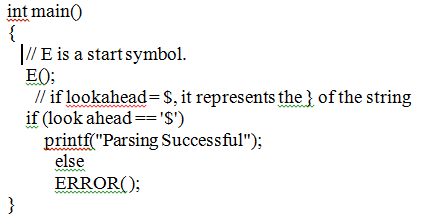 int main()
{
// E is a start symbol.
E();
// if lookahead = $, it represents the } of the string
if (look ahead == '$')
printf("Parsing Successful");
else
ERROR();
}